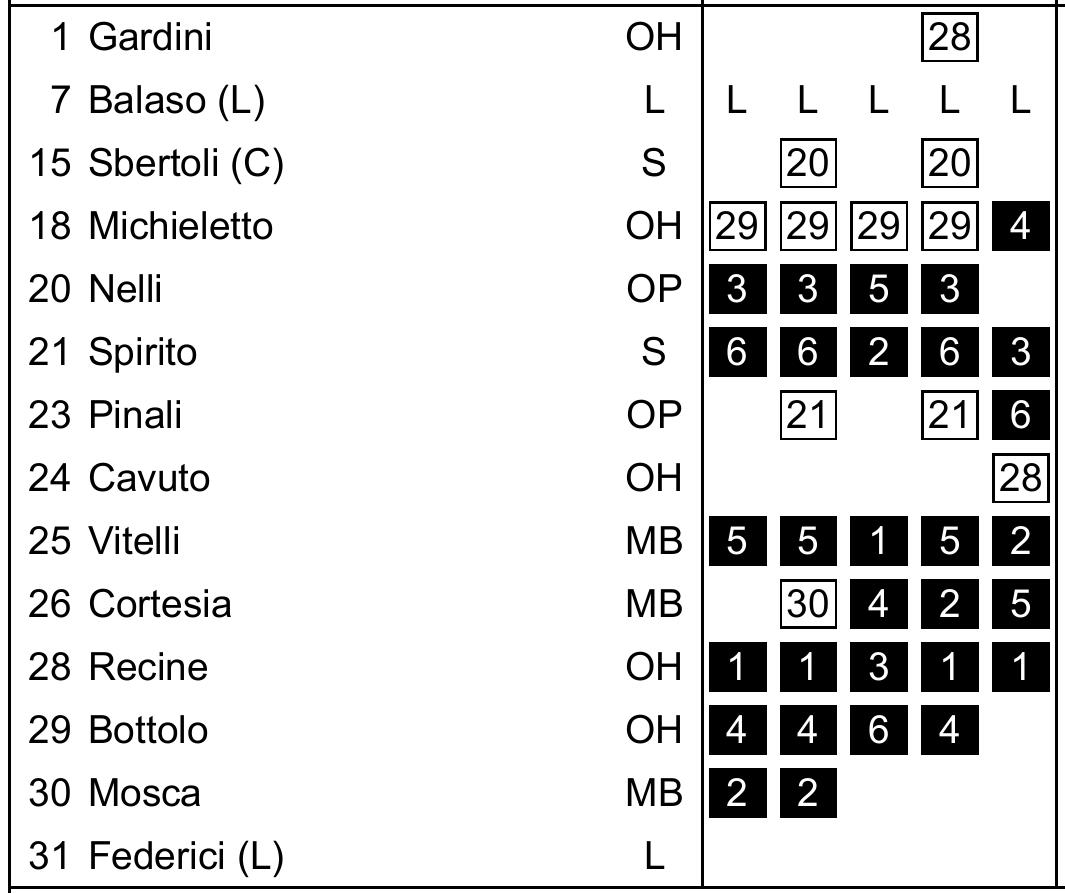 1 Gardini OH 28
7 Balaso (L) L L L L L L
15 Sbertoli (C) S 20 20
18 Michieletto OH 29 29 29 29 4
20 Nelli OP 3 3 5 3
21 Spirito S 6 6 2 6 3
23 Pinali OP 21 21 6
24 Cavuto OH 28
25 Vitelli MB 5 5 1 5 2
26 Cortesia MB 30 4 2 5
28 Recine OH 1 1 3 1 1
29 Bottolo OH 4 4 6 4
30 Mosca MB 2 2
31 Federici (L) L